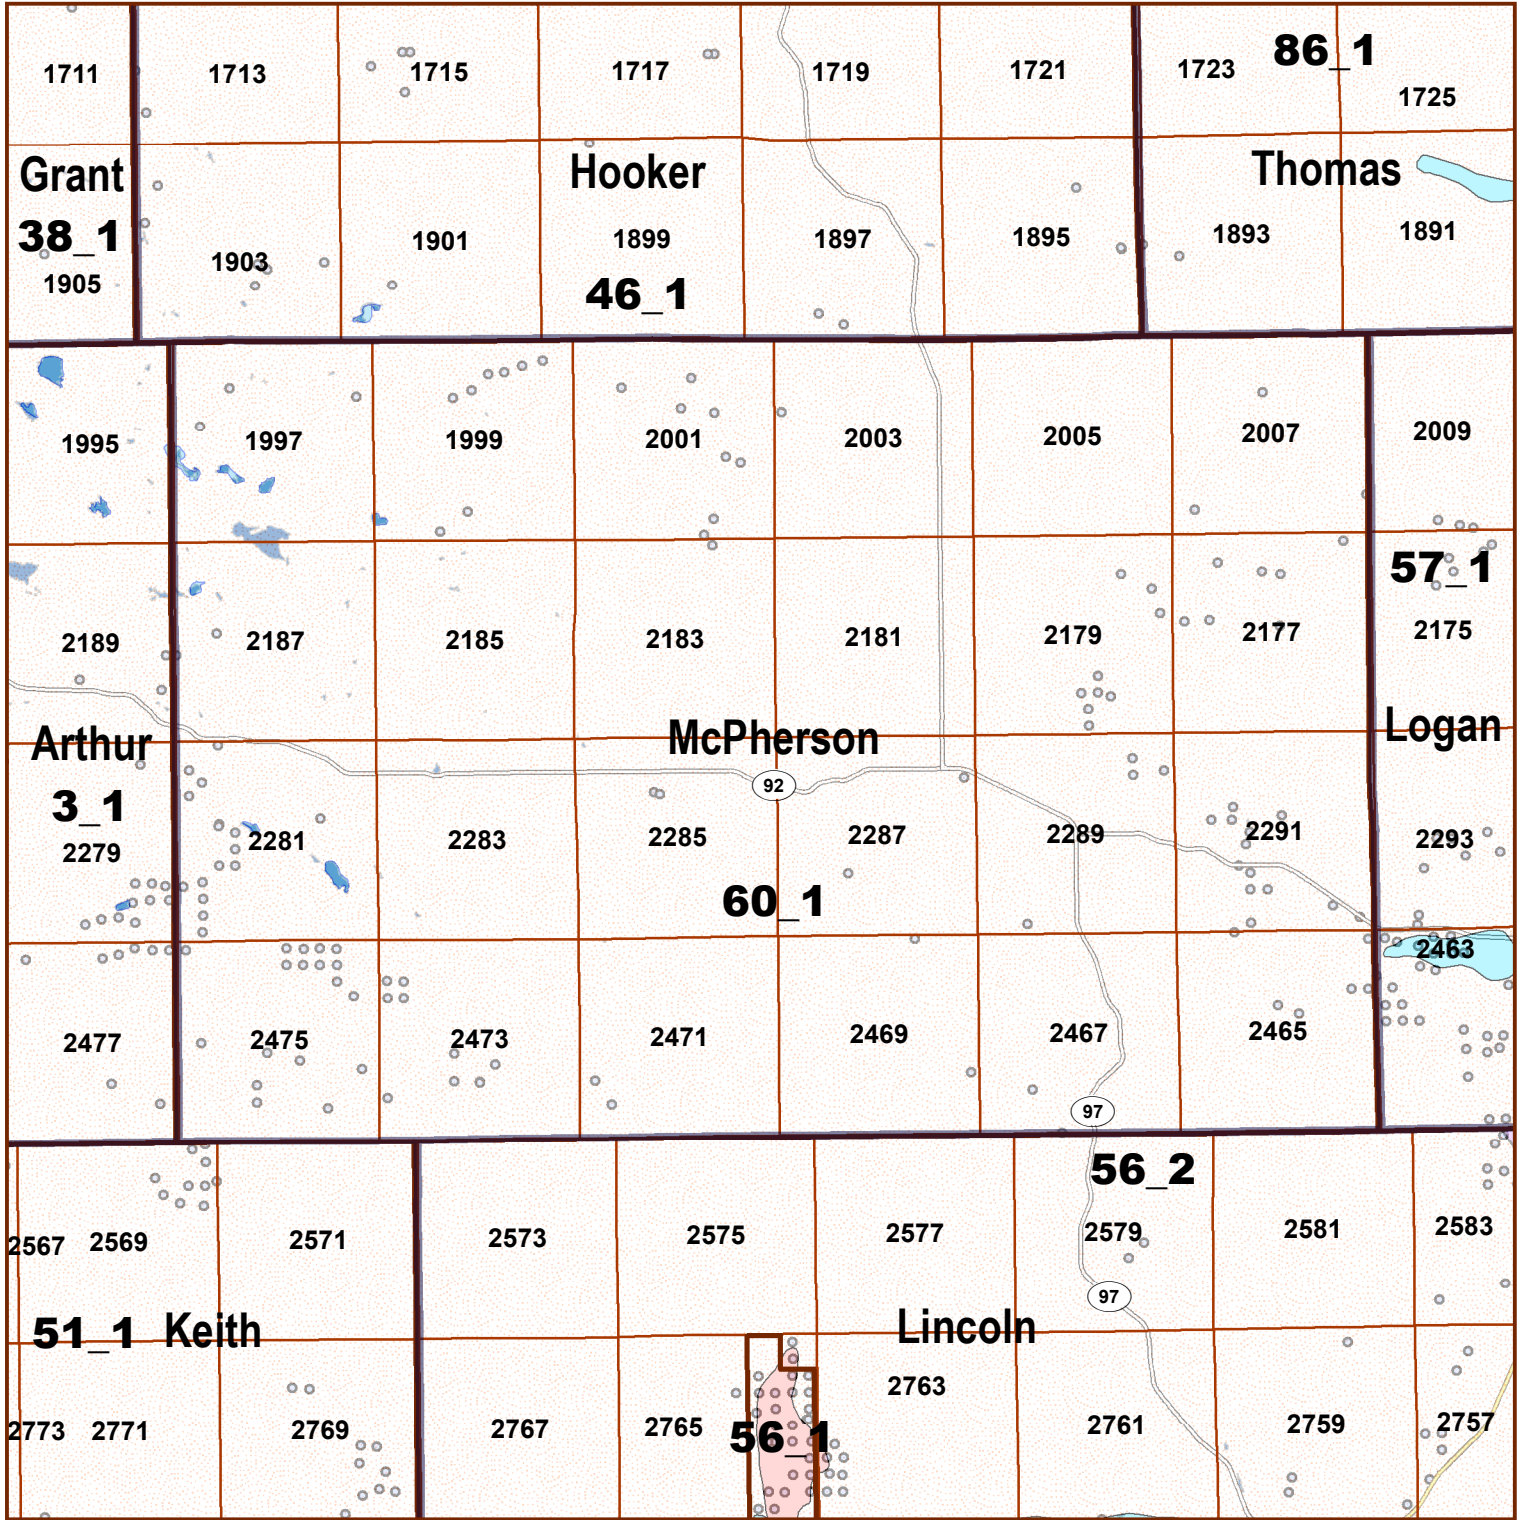 86_1
1711 1713 1715 1717 1719 1721 1723 1725
Grant Hooker Thomas
38_1 1903 1901 1899 1897 1895 1893 1891
1905 46_1
1995 1997 1999 2001 2003 2005 2007 2009
57_1
2189 2187 2185 2183 2181 2179 2177 2175
Arthur McPherson Logan
92
3_1
2279 2281 2283 2285 2287 2289 2291 2293
60_1
2463
2477 2475 2473 2471 2469 2467 2465
97
56_2
2567 2569 2571 2573 2575 2577 2579 2581 2583
97
51_1 Keith Lincoln
2763
2773 2771 2769 2767 2765 56_1 2761 2759 2757